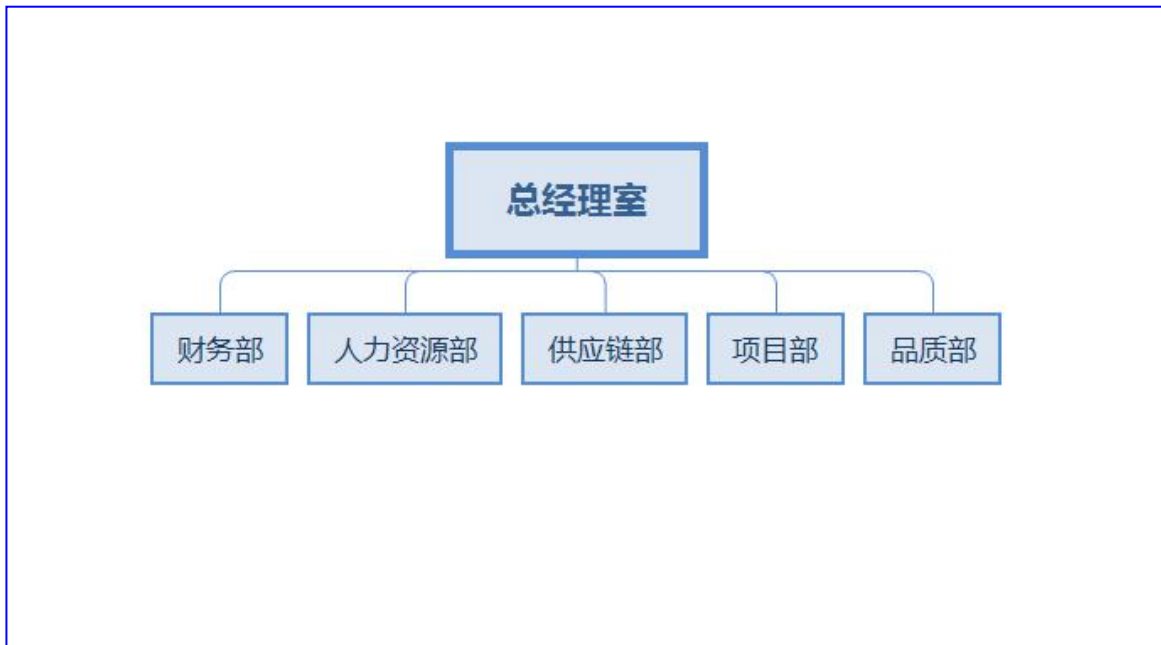 总经理室
财务部
人力资源部
供应链部
项目部
品质部